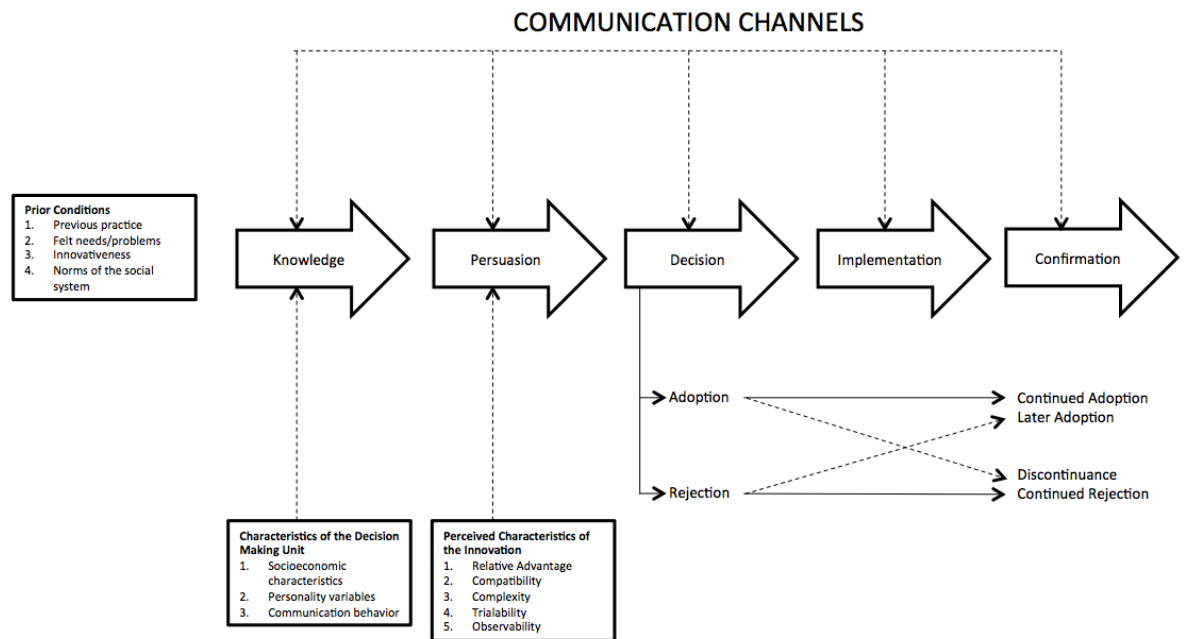 COMMUNICATION CHANNELS
Prior Conditions
1. Previous practice
2. Felt needs/problems
3. Innovativeness
4. Norms of the social
system
Knowledge
Persuasion
Decision
Implementation
Confirmation
Adoption
Rejection
Continued Adoption
Later Adoption
Discontinuance
Continued Rejection
Characteristics of the Decision
Making Unit
1. Socioeconomic
characteristics
2. Personality variables
3. Communication behavior
Perceived Characteristics of
the Innovation
1. Relative Advantage
2. Compatibility
3. Complexity
4. Trialability
5. Observability